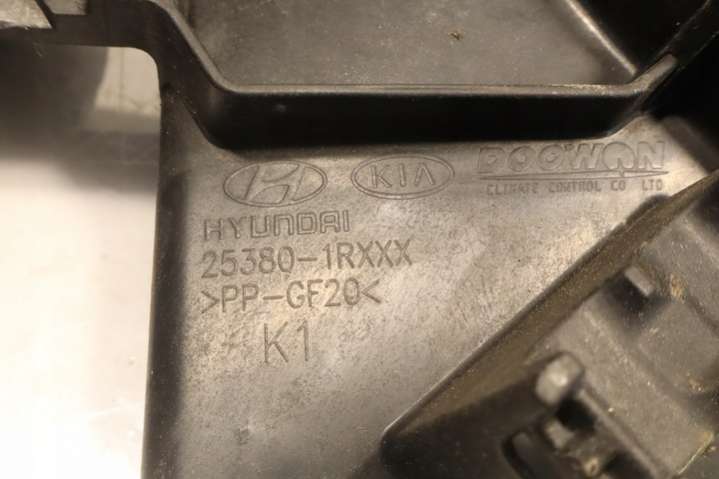 KIA
DOOWON
CLIMATE CONTROL CO LTD
HYUNDAI
25380-1RXXX
>PP-GF20<
K1